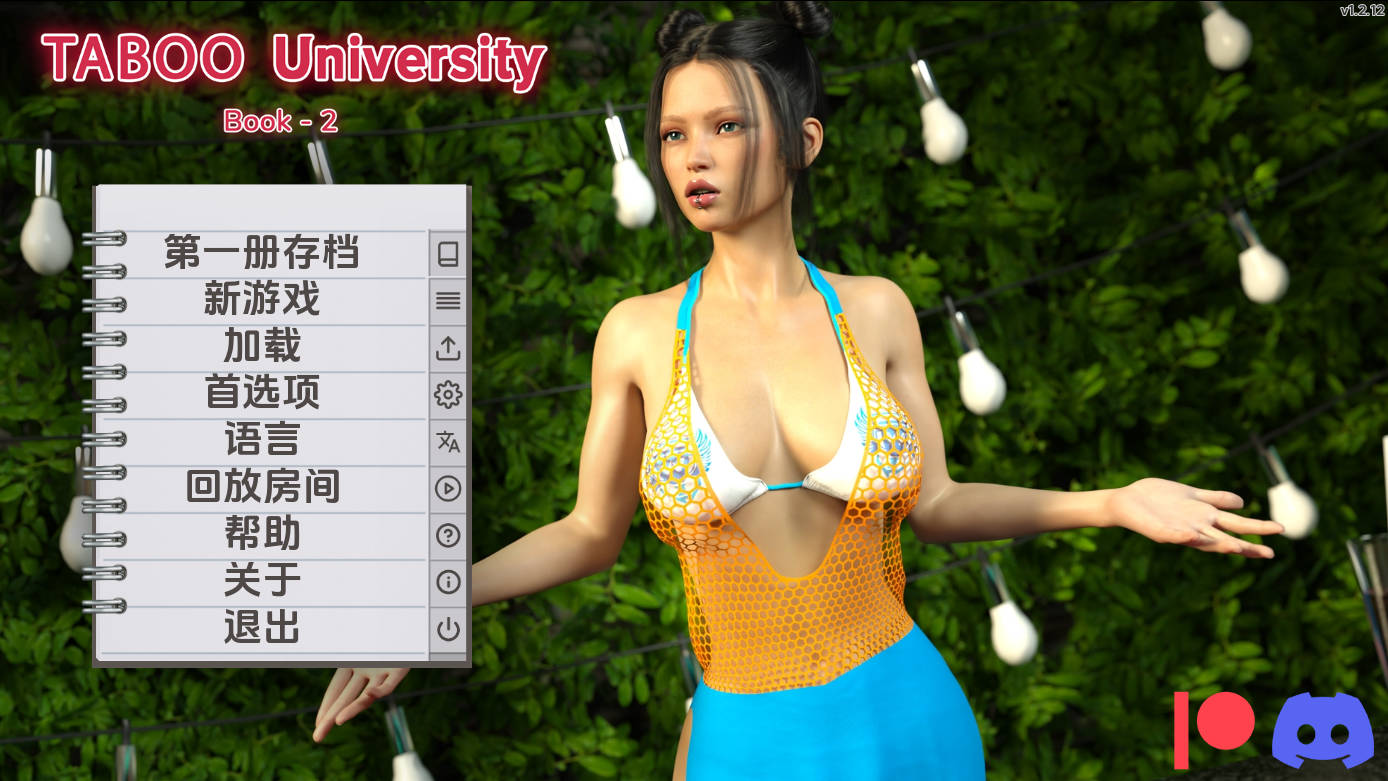 v1.2.12
TABOO University
Book - 2
第一册存档
新游戏
加载
首选项
语言
回放房间
帮助
关于
退出